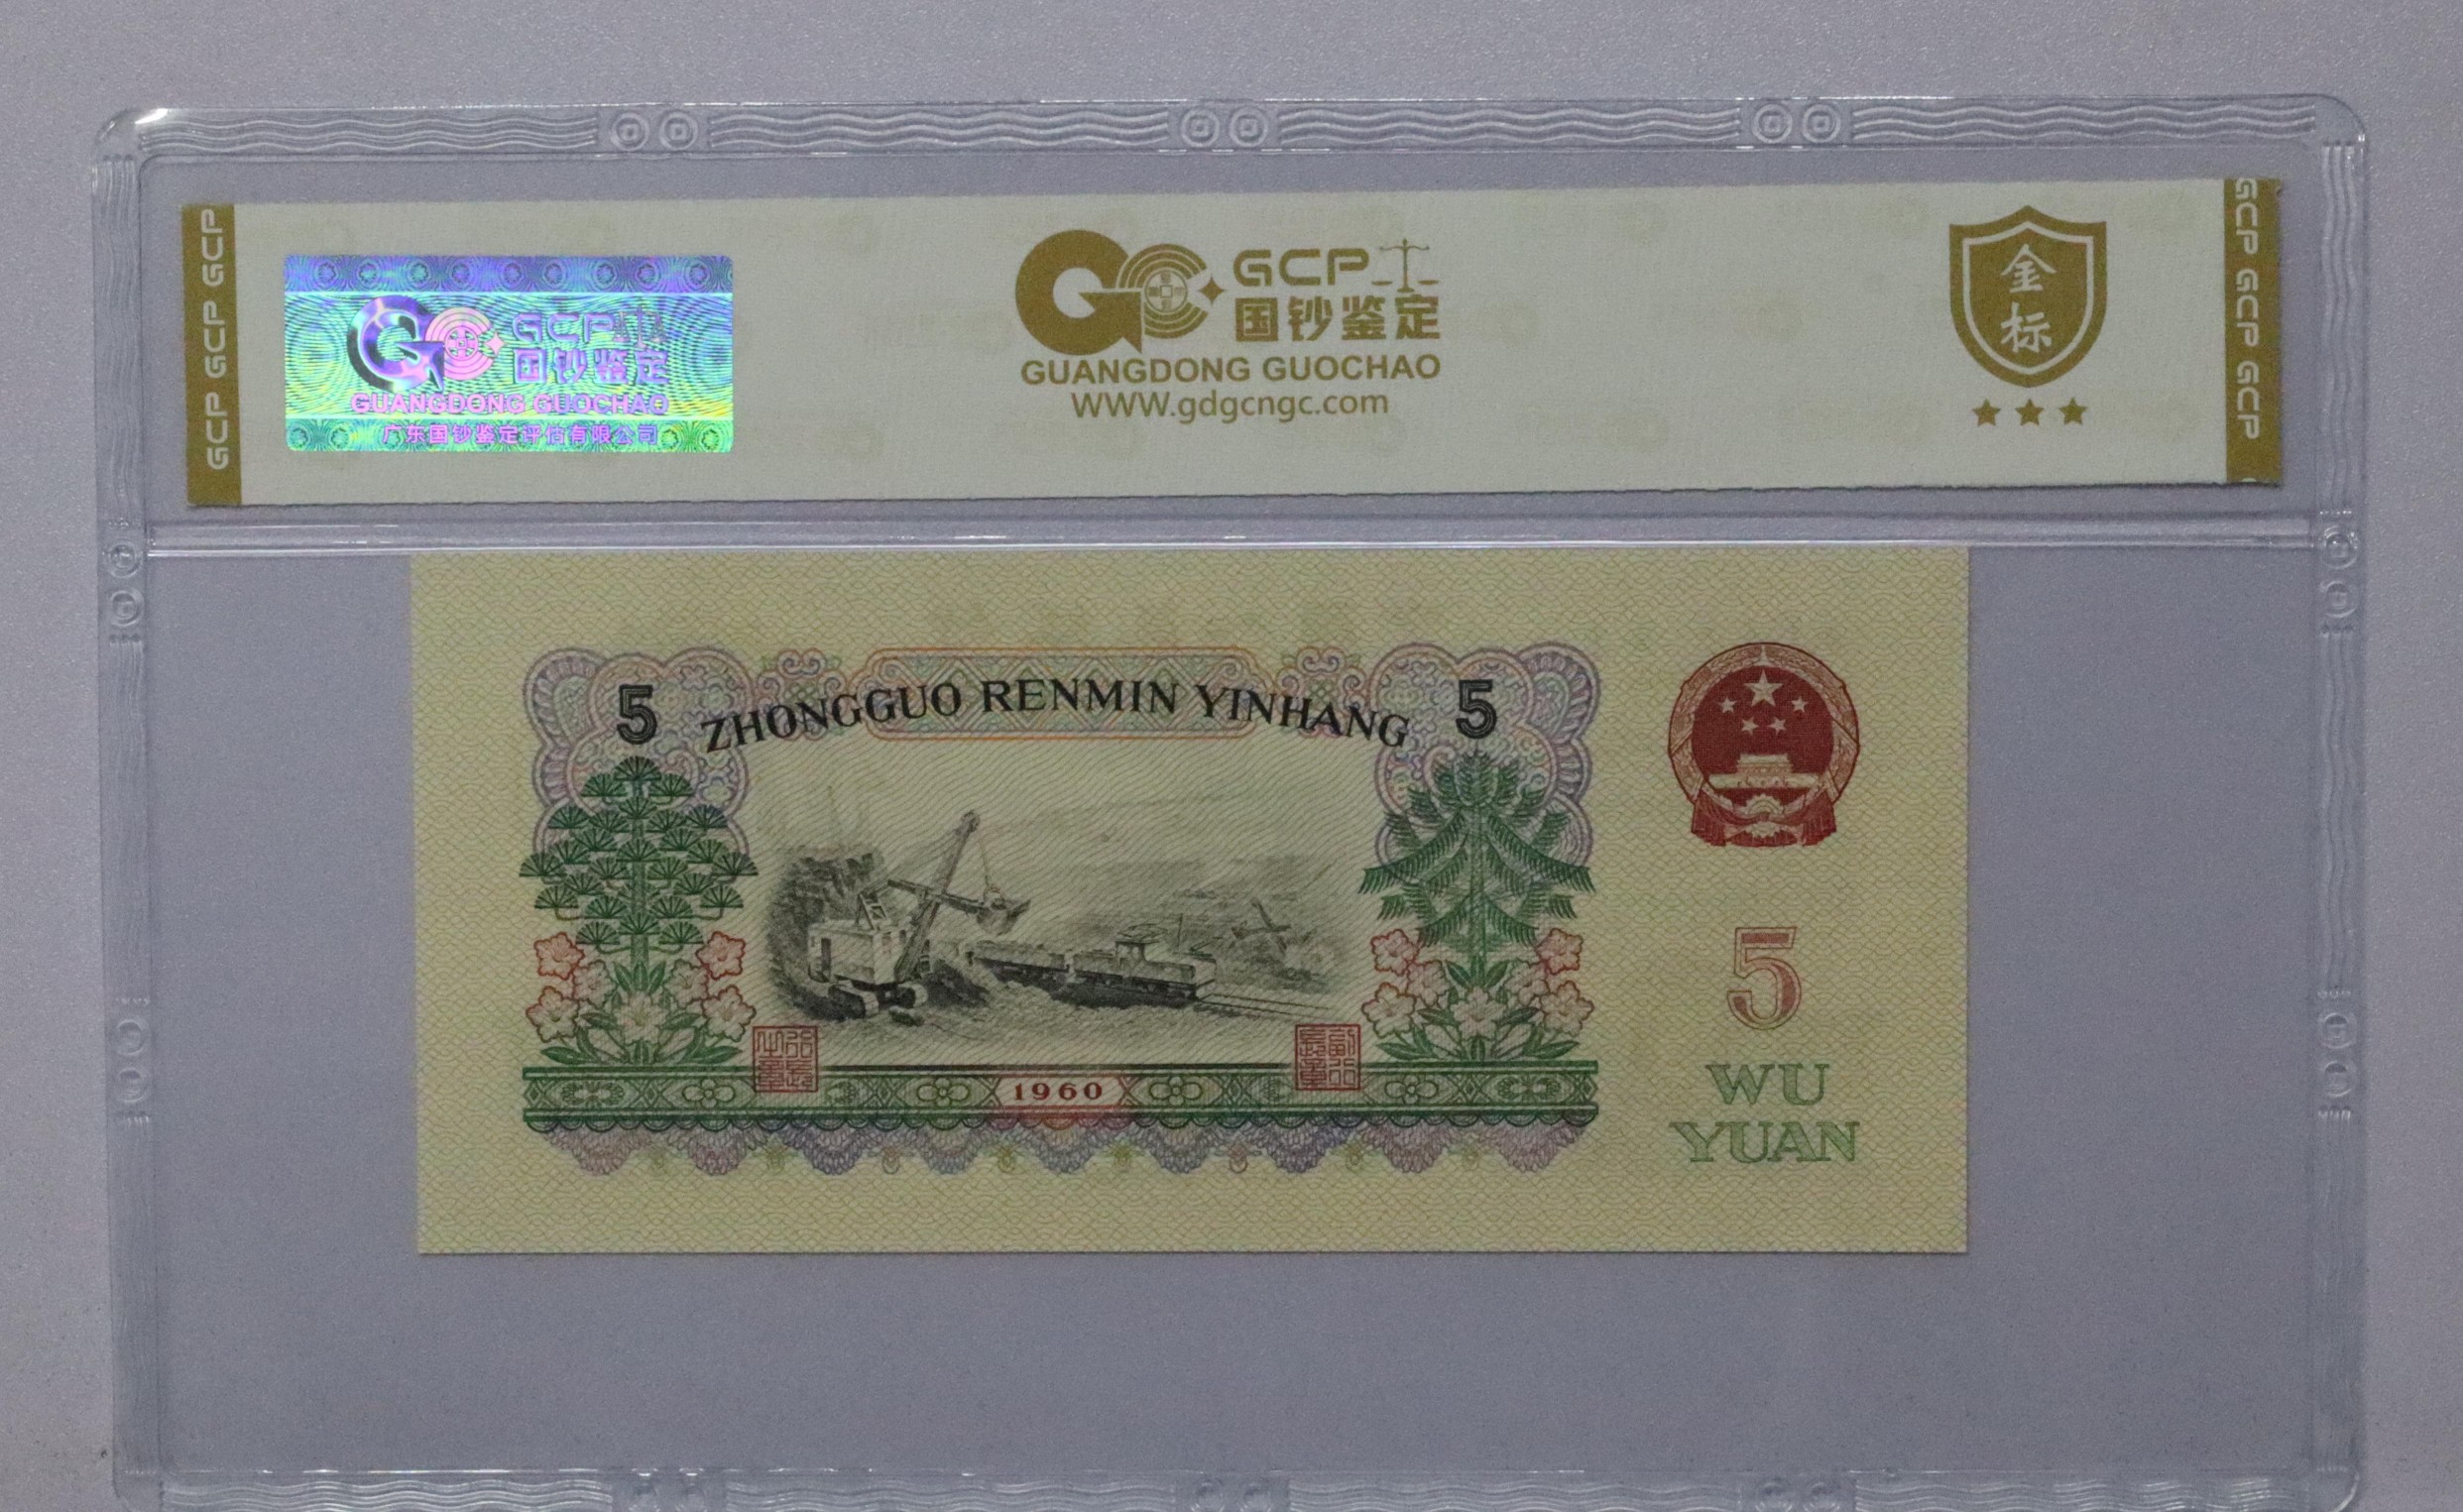 GCP GCP GCP
GCP
国钞鉴定
GUANGDONG GUOCHAO
广东国钞鉴定评估有限公司
GCP
国钞鉴定
GUANGDONG GUOCHAO
WWW.gdgcngc.com
金标
GCP GCP GCP
5
ZHONGGUO RENMIN YINHANG
5
5
WU
YUAN
1960